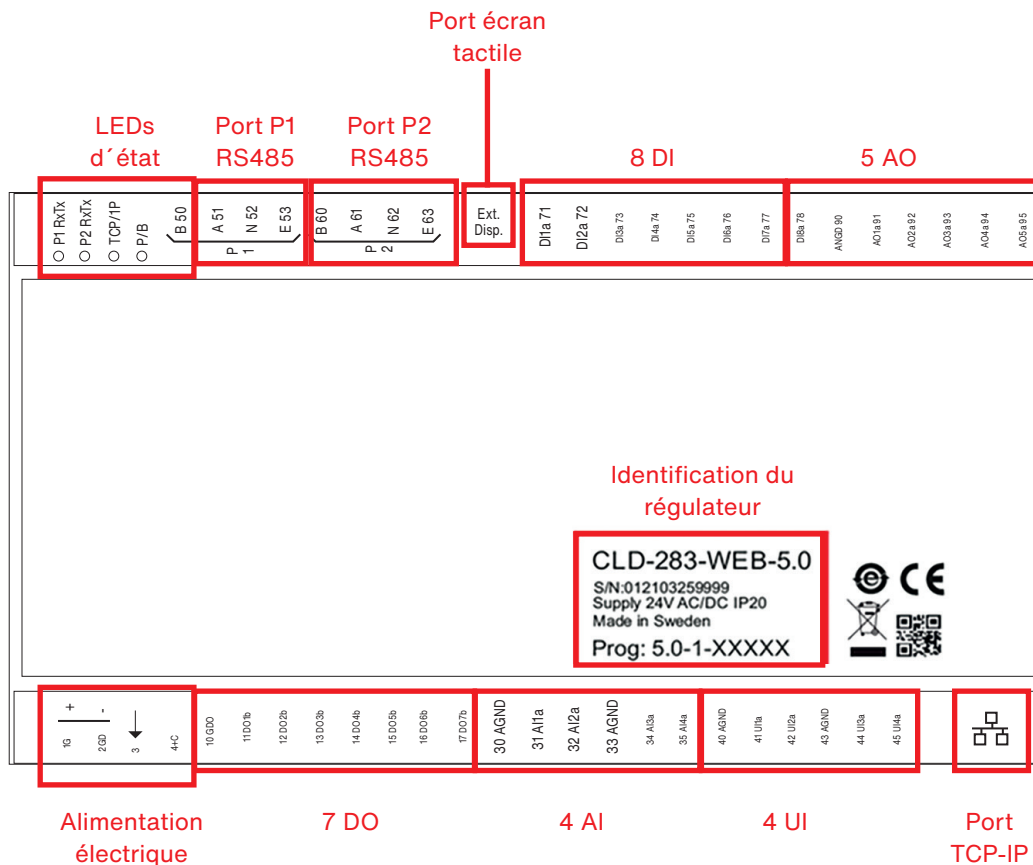 Port écran
tactile
LEDs
d´état
Port P1
RS485
Port P2
RS485
8 DI
5 AO
P1 RxTx
P2 RxTx
TCP/1P
P/B
B 50
A 51
N 52
E 53
P 1
B 60
A 61
N 62
E 63
P 2
Ext.
Disp.
DI1a 71
DI2a 72
DI3a 73
DI4a 74
DI5a 75
DI6a 76
DI7a 77
DI8a 78
ANGD 90
AO1a 91
AO2a 92
AO3a 93
AO4a 94
AO5a 95
Identification du
régulateur
CLD-283-WEB-5.0
S/N:012103259999
Supply 24V AC/DC IP20
Made in Sweden
Prog: 5.0-1-XXXXX
e
CE
+
-
1G
2GD
3
4+C
10 GDO
11 DO1b
12 DO2b
13 DO3b
14 DO4b
15 DO5b
16 DO6b
17 DO7b
30 AGND
31 AI1a
32 AI2a
33 AGND
34 AI3a
35 AI4a
40 AGND
41 UI1a
42 UI2a
43 AGND
44 UI3a
45 UI4a
Alimentation
électrique
7 DO
4 AI
4 UI
Port
TCP-IP